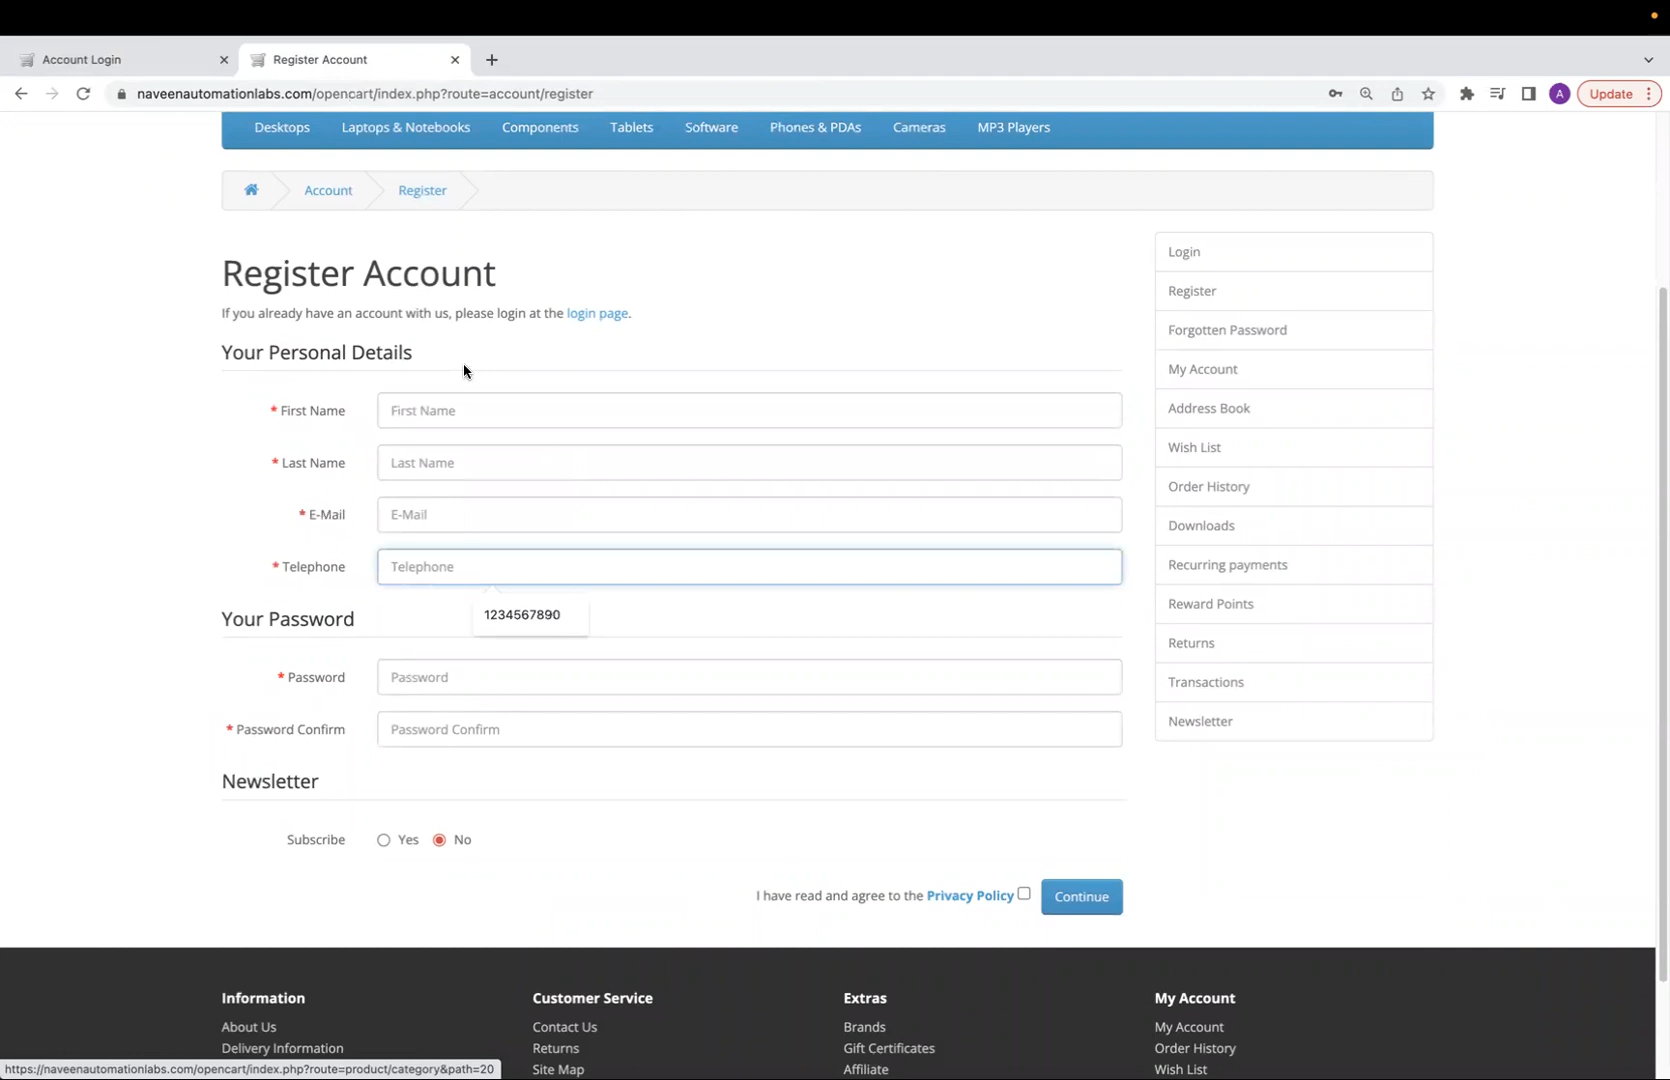 Account Login
Register Account
naveenautomationlabs.com/opencart/index.php?route=account/register
A
Update
Desktops Laptops & Notebooks Components Tablets Software Phones & PDAs Cameras MP3 Players
Account Register
Register Account
If you already have an account with us, please login at the login page.
Your Personal Details
* First Name First Name
* Last Name Last Name
* E-Mail E-Mail
* Telephone Telephone
1234567890
Your Password
* Password Password
* Password Confirm Password Confirm
Newsletter
Subscribe Yes No
I have read and agree to the Privacy Policy Continue
Login
Register
Forgotten Password
My Account
Address Book
Wish List
Order History
Downloads
Recurring payments
Reward Points
Returns
Transactions
Newsletter
Information
About Us
Delivery Information
Customer Service
Contact Us
Returns
Site Map
Extras
Brands
Gift Certificates
Affiliate
My Account
My Account
Order History
Wish List
https://naveenautomationlabs.com/opencart/index.php?route=product/category&path=20